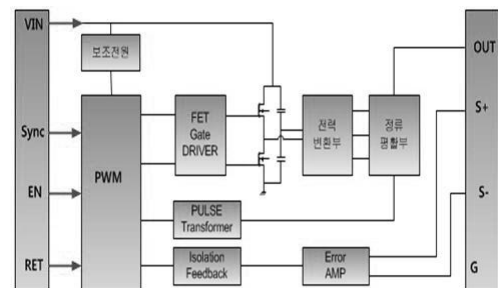 VIN
보조전원
OUT
S+
Sync
FET
Gate
DRIVER
전력
변환부
정류
평활부
PWM
EN
S-
PULSE
Transformer
RET
Isolation
Feedback
Error
AMP
G